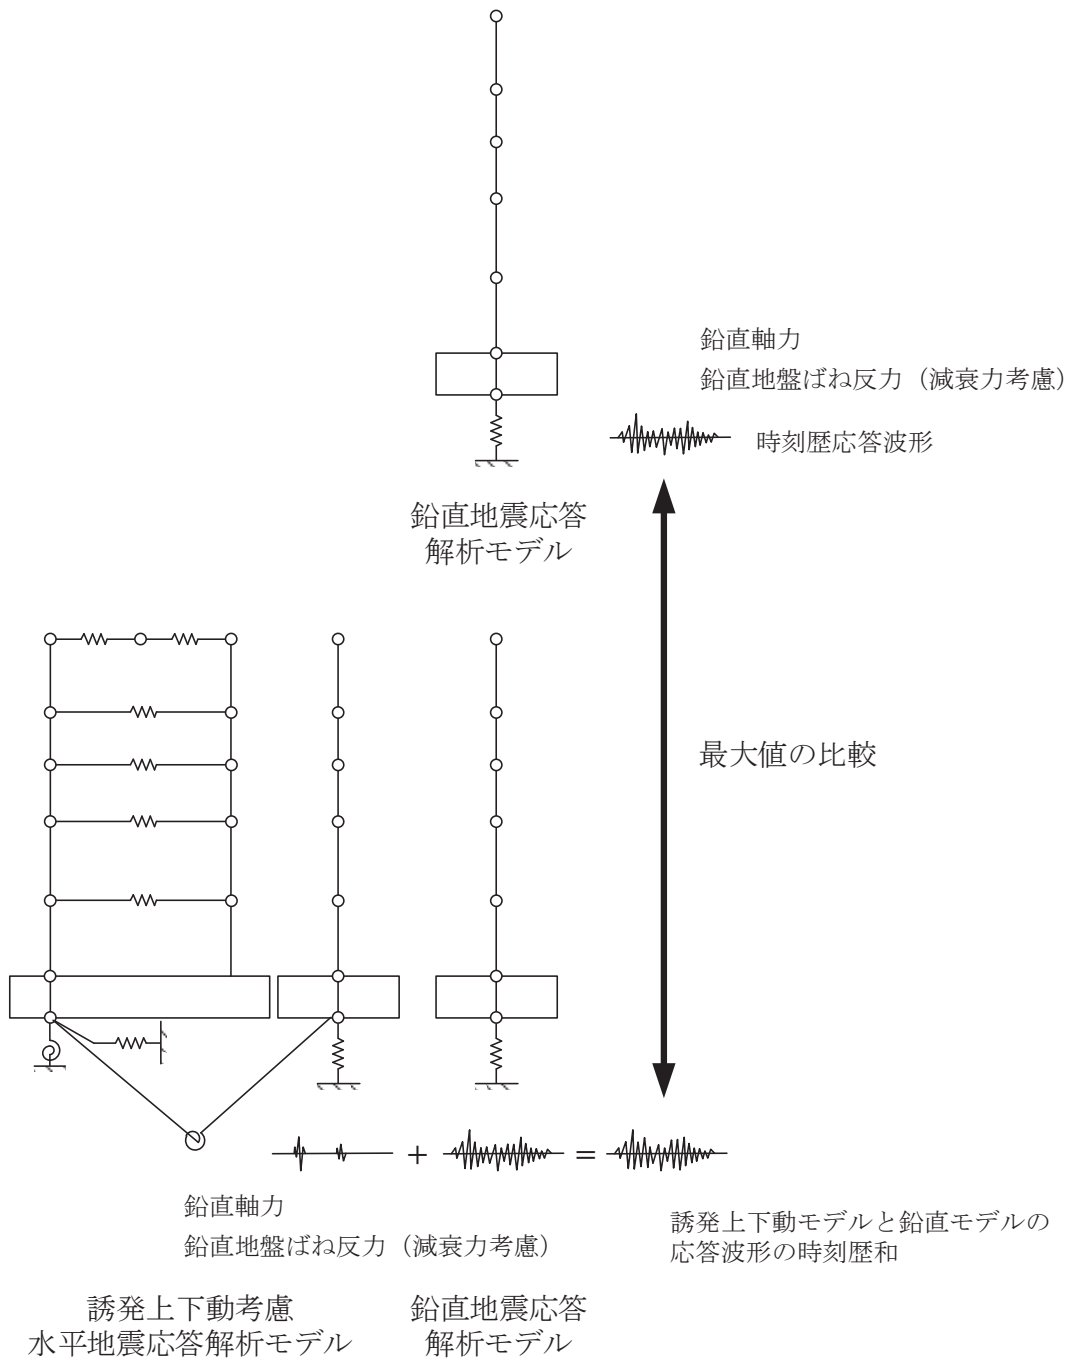 鉛直軸力
鉛直地盤ばね反力（減衰力考慮）
時刻歴応答波形
鉛直地震応答
解析モデル
最大値の比較
+
=
鉛直軸力
鉛直地盤ばね反力（減衰力考慮）
誘発上下動モデルと鉛直モデルの
応答波形の時刻歴和
誘発上下動考慮
水平地震応答解析モデル
鉛直地震応答
解析モデル